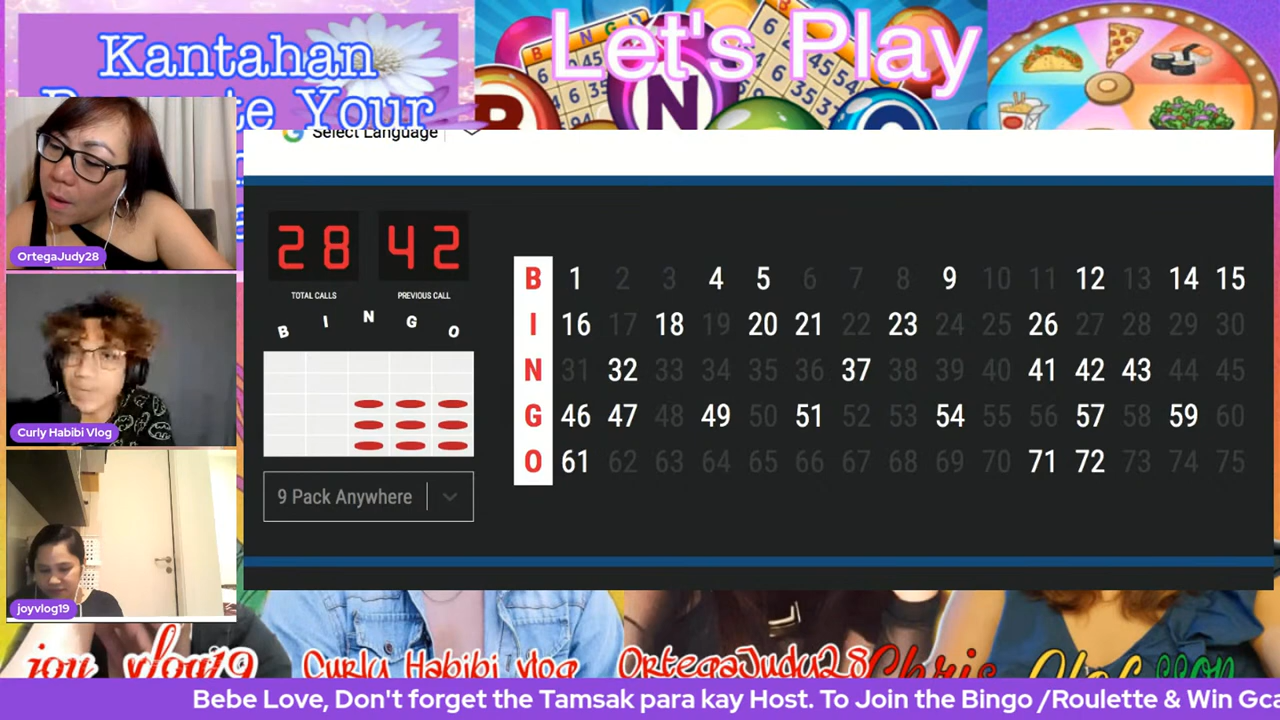 Kantahan
Promote Your
Let's Play
B I N G O
N
Select Language
28 42
TOTAL CALLS PREVIOUS CALL
B I N G O
9 Pack Anywhere
B 1 2 3 4 5 6 7 8 9 10 11 12 13 14 15
I 16 17 18 19 20 21 22 23 24 25 26 27 28 29 30
N 31 32 33 34 35 36 37 38 39 40 41 42 43 44 45
G 46 47 48 49 50 51 52 53 54 55 56 57 58 59 60
O 61 62 63 64 65 66 67 68 69 70 71 72 73 74 75
OrtegaJudy28
Curly Habibi Vlog
joyvlog19
joy vlog19 Curly Habibi vlog OrtegaJudy28 Chris
Bebe Love, Don't forget the Tamsak para kay Host. To Join the Bingo /Roulette & Win Gca